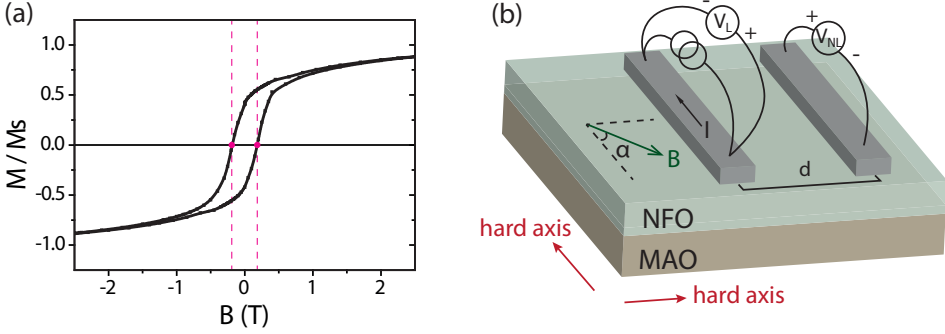 (a)
1.0
0.5
0.0
-0.5
-1.0
M / Ms
-2
-1
0
1
2
B (T)
(b)
-
V_L
+
+
V_NL
-
I
α
B
d
NFO
MAO
hard axis
hard axis